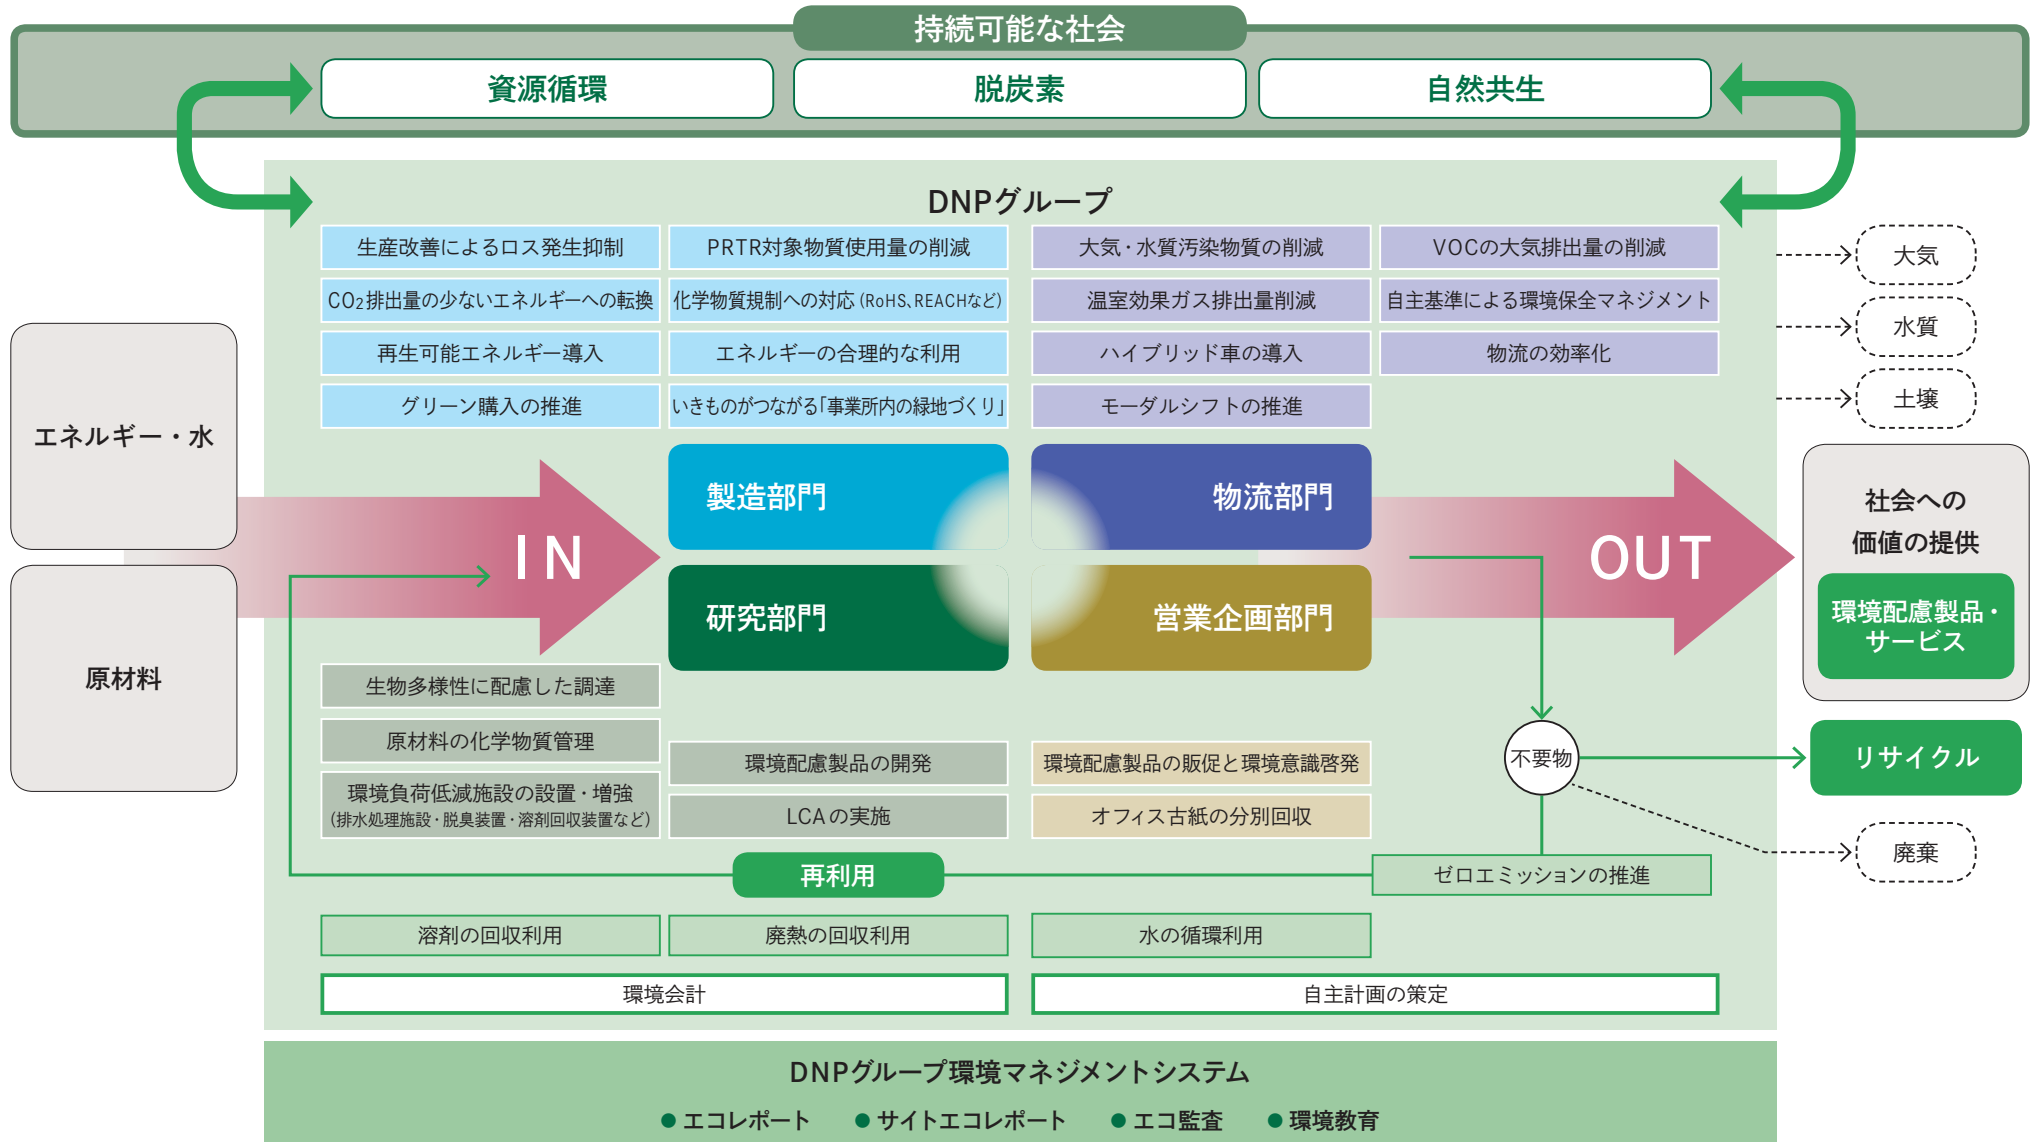 持続可能な社会
資源循環
脱炭素
自然共生
DNPグループ
生産改善によるロス発生抑制
PRTR対象物質使用量の削減
大気・水質汚染物質の削減
VOCの大気排出量の削減
CO2排出量の少ないエネルギーへの転換
化学物質規制への対応(RoHS、REACHなど)
温室効果ガス排出量削減
自主基準による環境保全マネジメント
再生可能エネルギー導入
エネルギーの合理的な利用
ハイブリッド車の導入
物流の効率化
グリーン購入の推進
いきものがつながる「事業所内の緑地づくり」
モーダルシフトの推進
大気
水質
土壌
エネルギー・水
原材料
IN
製造部門
物流部門
研究部門
営業企画部門
OUT
社会への
価値の提供
環境配慮製品・
サービス
生物多様性に配慮した調達
原材料の化学物質管理
環境負荷低減施設の設置・増強
(排水処理施設・脱臭装置・溶剤回収装置など)
環境配慮製品の開発
LCAの実施
環境配慮製品の販促と環境意識啓発
オフィス古紙の分別回収
不要物
リサイクル
廃棄
再利用
ゼロエミッションの推進
溶剤の回収利用
廃熱の回収利用
水の循環利用
環境会計
自主計画の策定
DNPグループ環境マネジメントシステム
●エコレポート ●サイトエコレポート ●エコ監査 ●環境教育